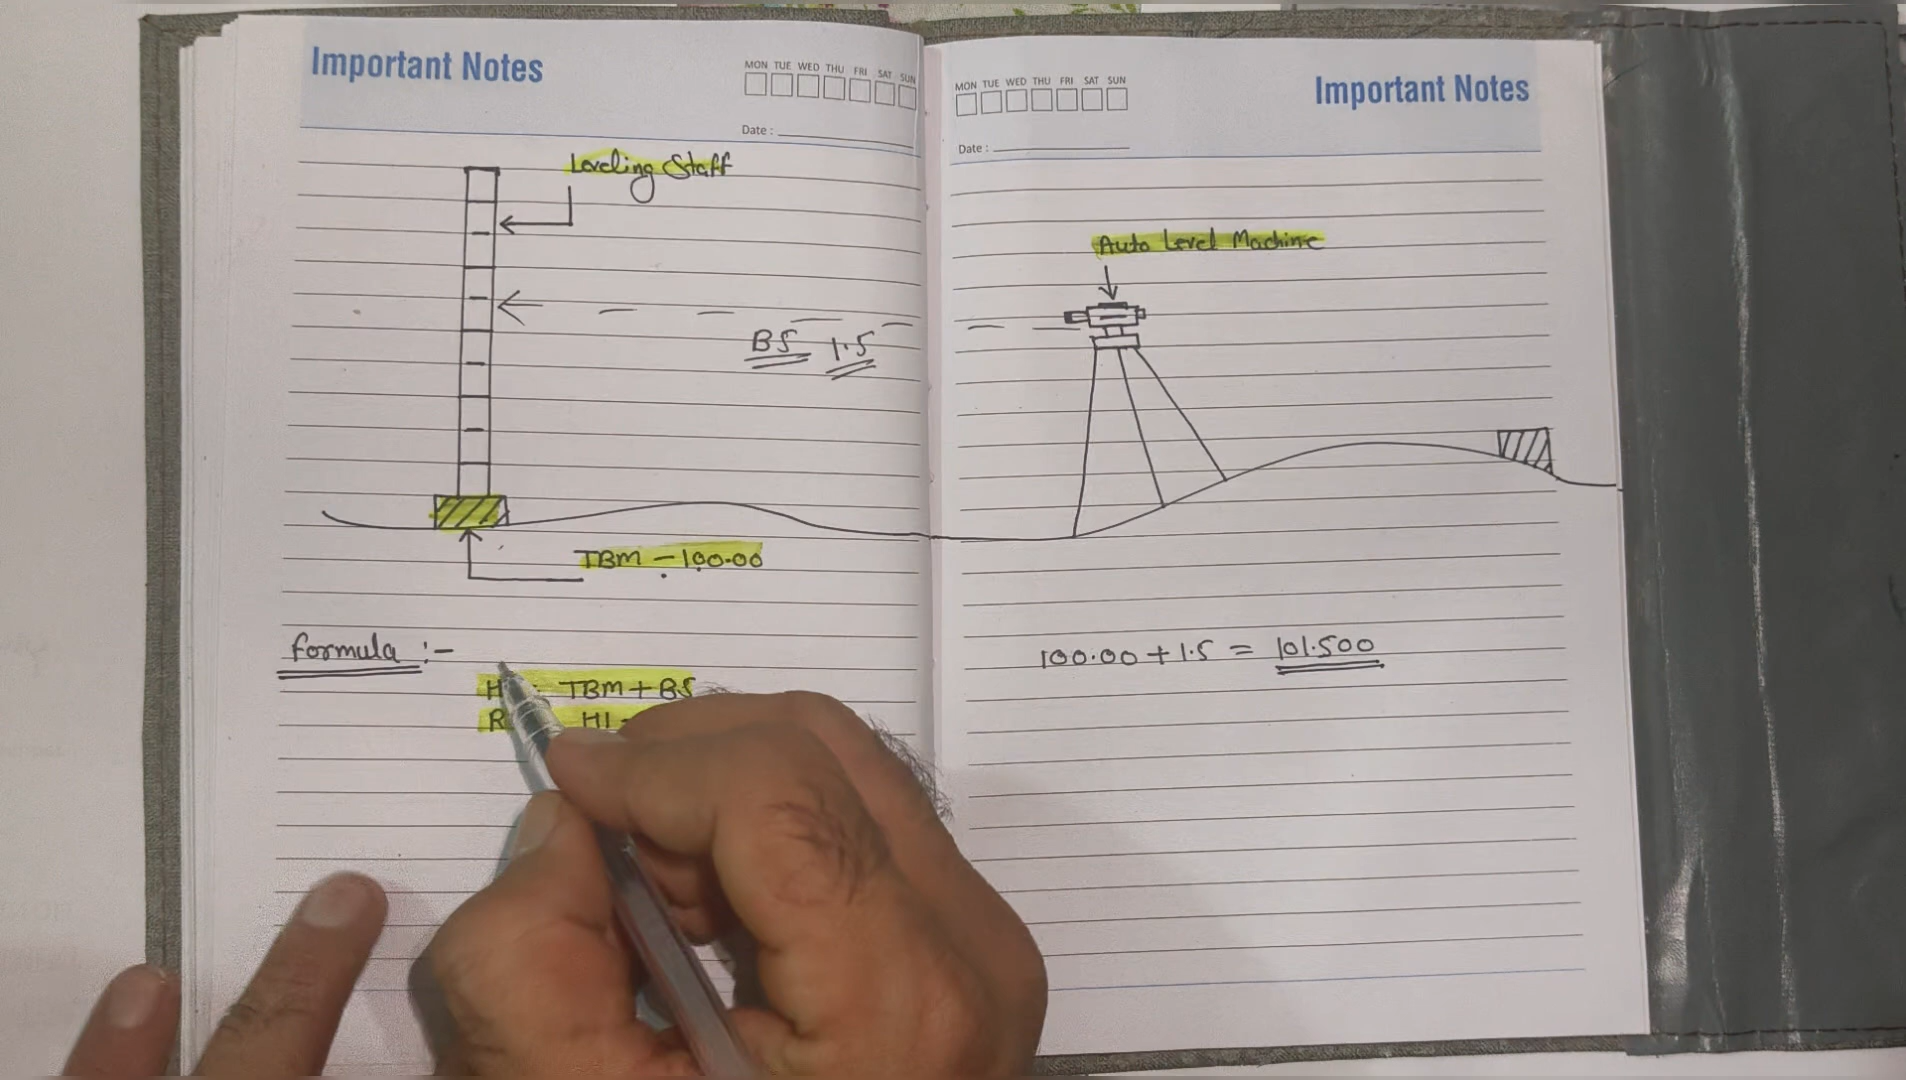 Important Notes
MON TUE WED THU FRI SAT SUN
Date :
Leveling Staff
BS 1.5
TBM - 100.00
formula :-
H TBM + BS
R HI -
MON TUE WED THU FRI SAT SUN
Important Notes
Date :
Auto Level Machine
100.00 + 1.5 = 101.500